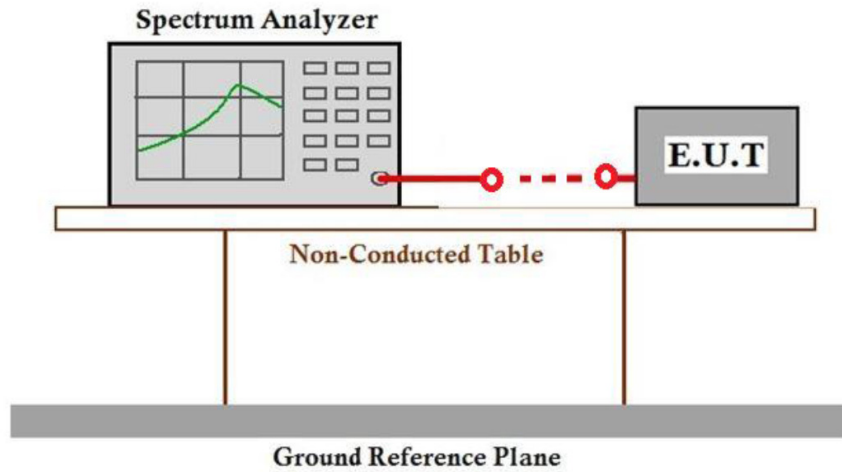 Spectrum Analyzer
E.U.T
Non-Conducted Table
Ground Reference Plane